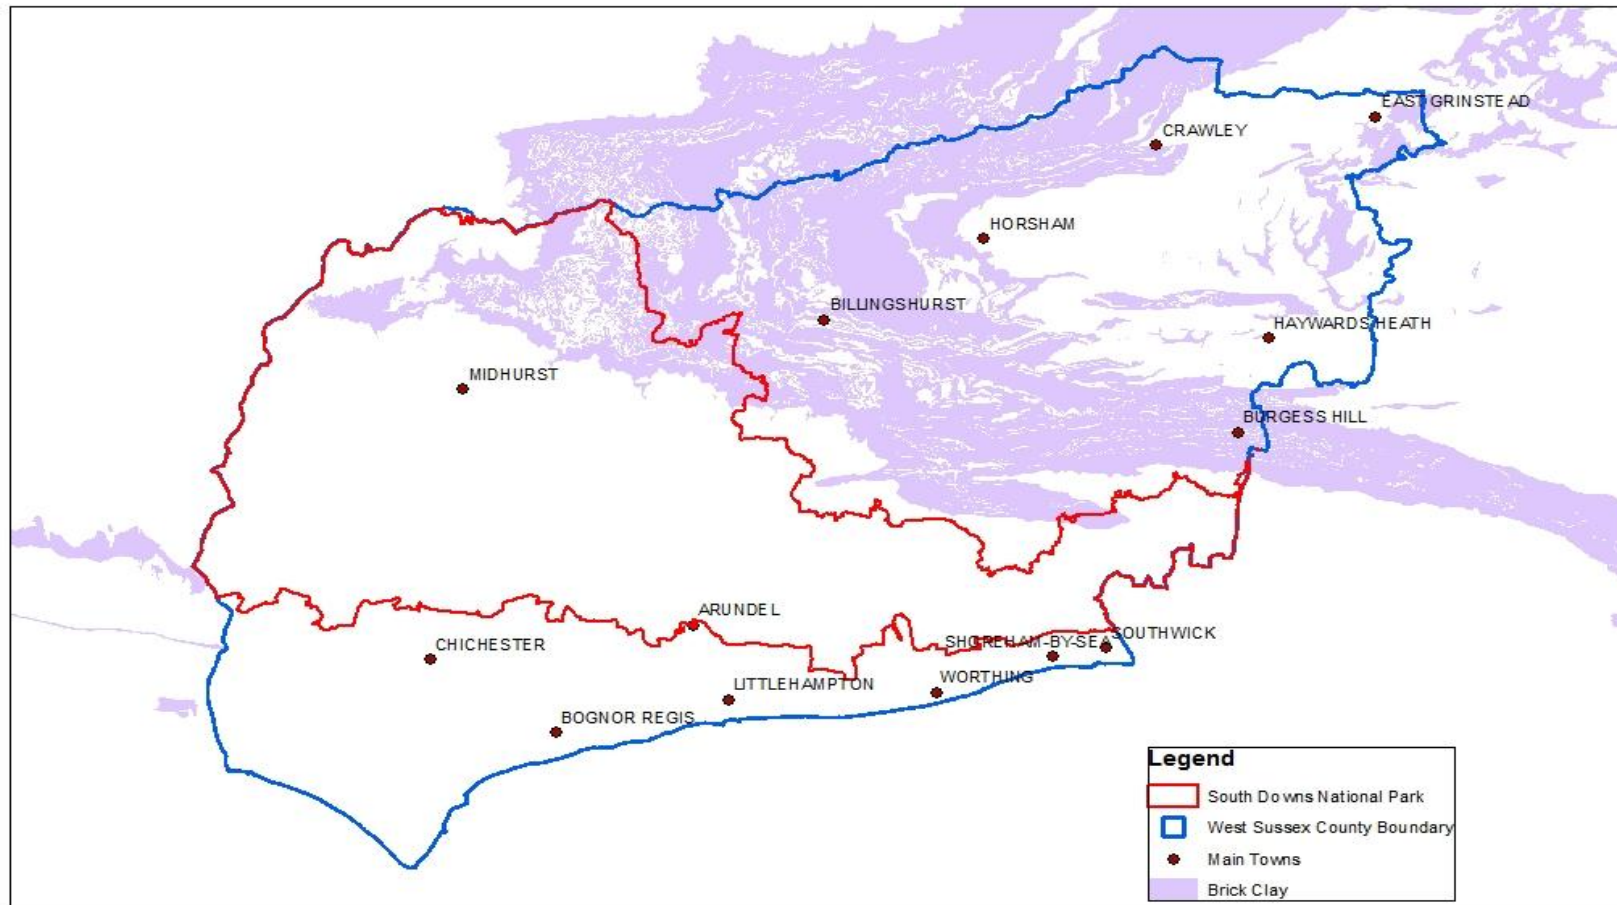 EAST GRINSTEAD
CRAWLEY
HORSHAM
BILLINGSHURST
HAYWARDS HEATH
MIDHURST
BURGESS HILL
ARUNDEL
SOUTHWICK
SHOREHAM-BY-SEA
CHICHESTER
WORTHING
LITTLEHAMPTON
BOGNOR REGIS
Legend
South Downs National Park
West Sussex County Boundary
Main Towns
Brick Clay